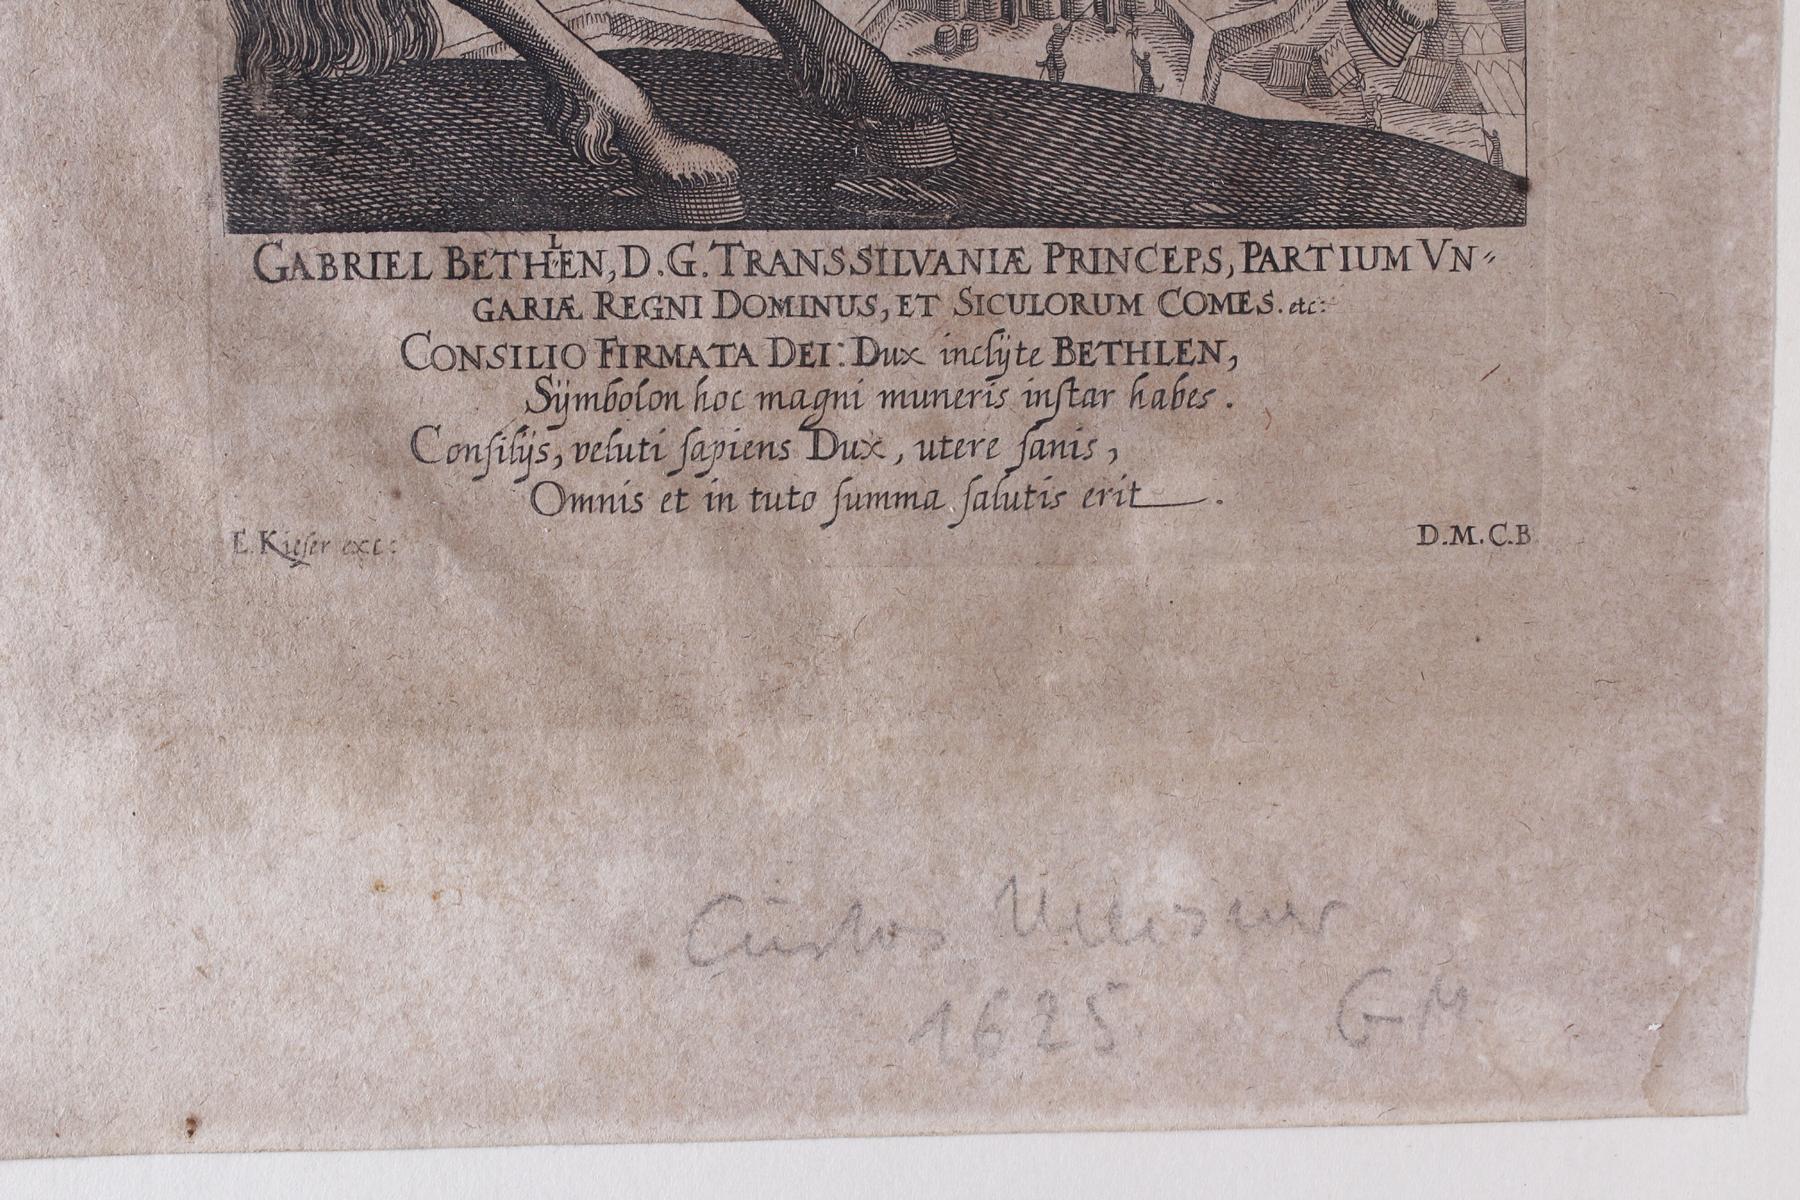 GABRIEL BETHLEN, D.G. TRANSSILVANIÆ PRINCEPS, PARTIUM VN⸗
GARIÆ REGNI DOMINUS, ET SICULORUM COMES. etc:
CONSILIO FIRMATA DEI: Dux inclÿte BETHLEN,
Sÿmbolon hoc magni muneris inſtar habes.
Conſilijs, veluti ſapiens Dux, utere ſanis,
Omnis et in tuto ſumma ſalutis erit.
E. Kieſer exc:
D.M.C.B
1625 GM